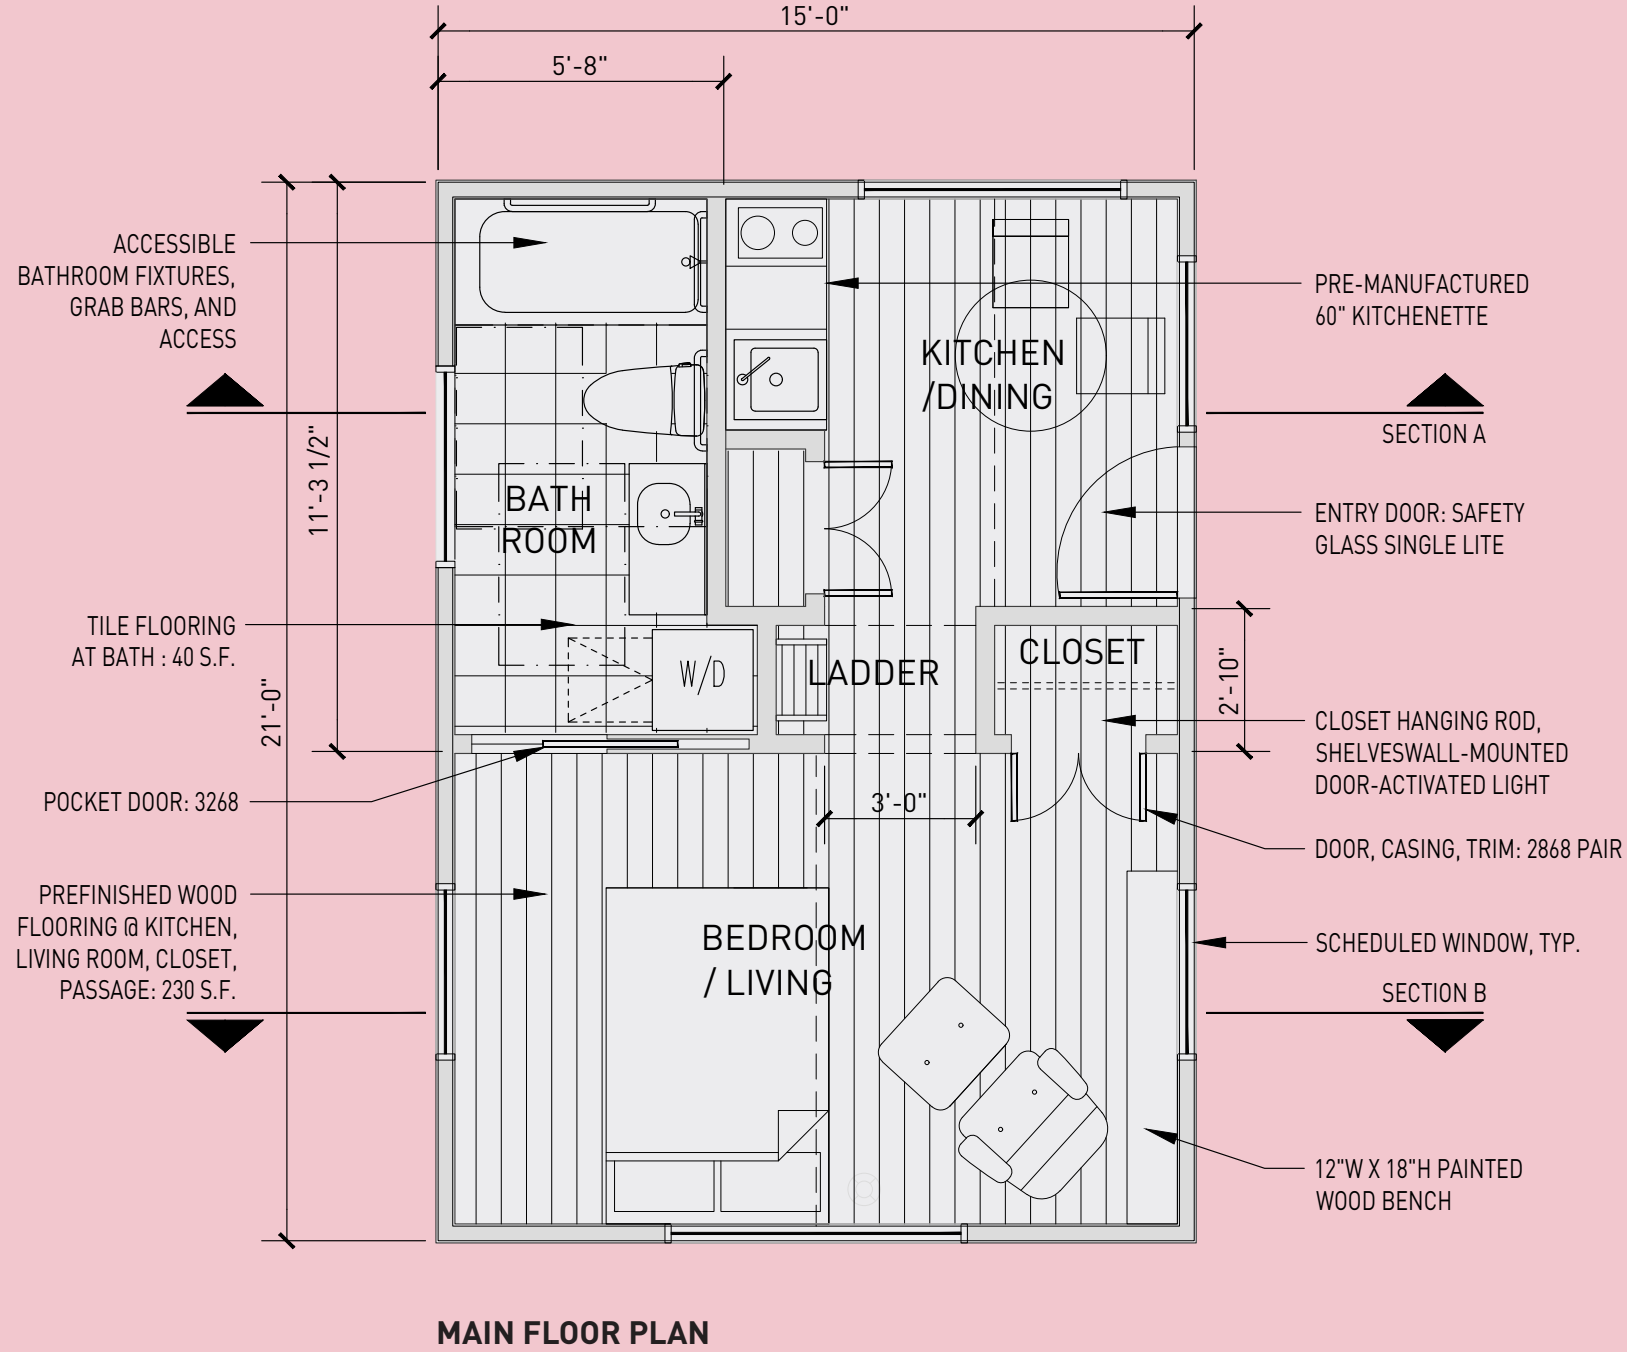 15'-0"
5'-8"
ACCESSIBLE
BATHROOM FIXTURES,
GRAB BARS, AND
ACCESS
PRE-MANUFACTURED
60" KITCHENETTE
KITCHEN
/DINING
SECTION A
11'-3 1/2"
BATH
ROOM
ENTRY DOOR: SAFETY
GLASS SINGLE LITE
TILE FLOORING
AT BATH : 40 S.F.
21'-0"
W/D
LADDER
CLOSET
2'-10"
CLOSET HANGING ROD,
SHELVESWALL-MOUNTED
DOOR-ACTIVATED LIGHT
POCKET DOOR: 3268
3'-0"
DOOR, CASING, TRIM: 2868 PAIR
PREFINISHED WOOD
FLOORING @ KITCHEN,
LIVING ROOM, CLOSET,
PASSAGE: 230 S.F.
BEDROOM
/ LIVING
SCHEDULED WINDOW, TYP.
SECTION B
12"W X 18"H PAINTED
WOOD BENCH
MAIN FLOOR PLAN